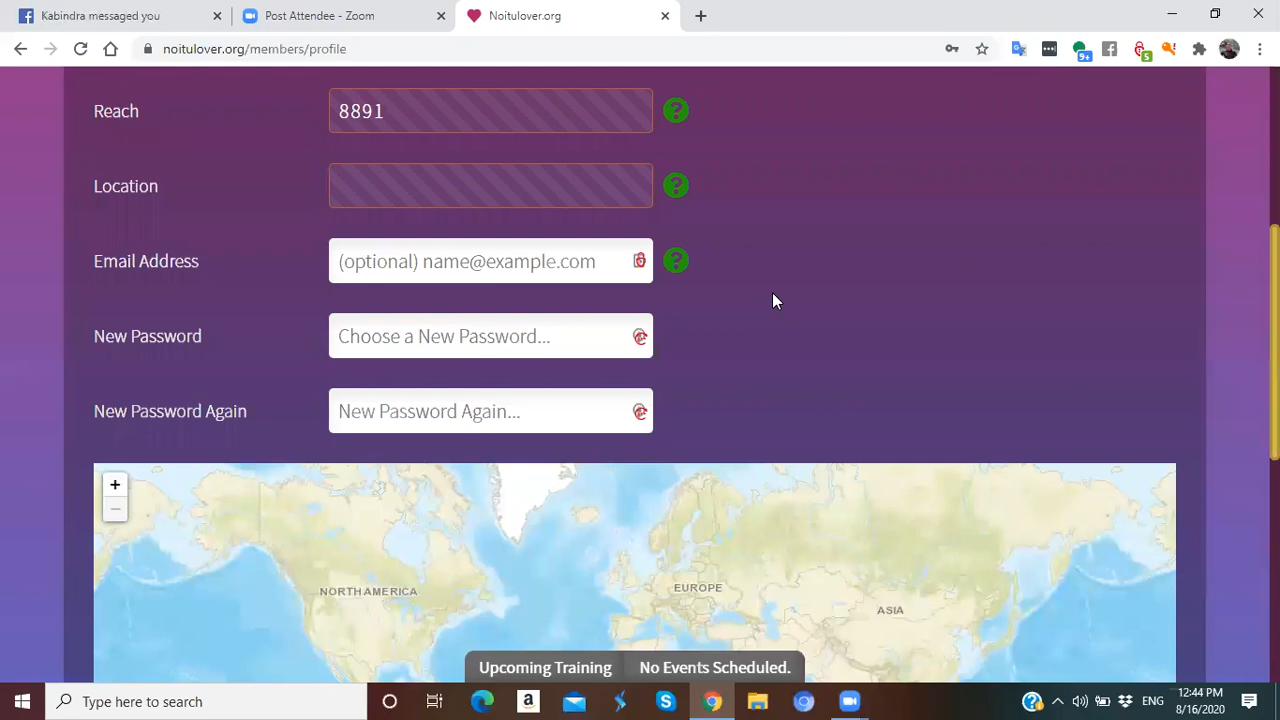 Kabindra messaged you
Post Attendee - Zoom
Noitulover.org
noitulover.org/members/profile
9+
5
Reach
8891
Location
Email Address
(optional) name@example.com
New Password
Choose a New Password...
New Password Again
New Password Again...
+
−
NORTH AMERICA
EUROPE
ASIA
Upcoming Training
No Events Scheduled.
Type here to search
ENG
12:44 PM
8/16/2020